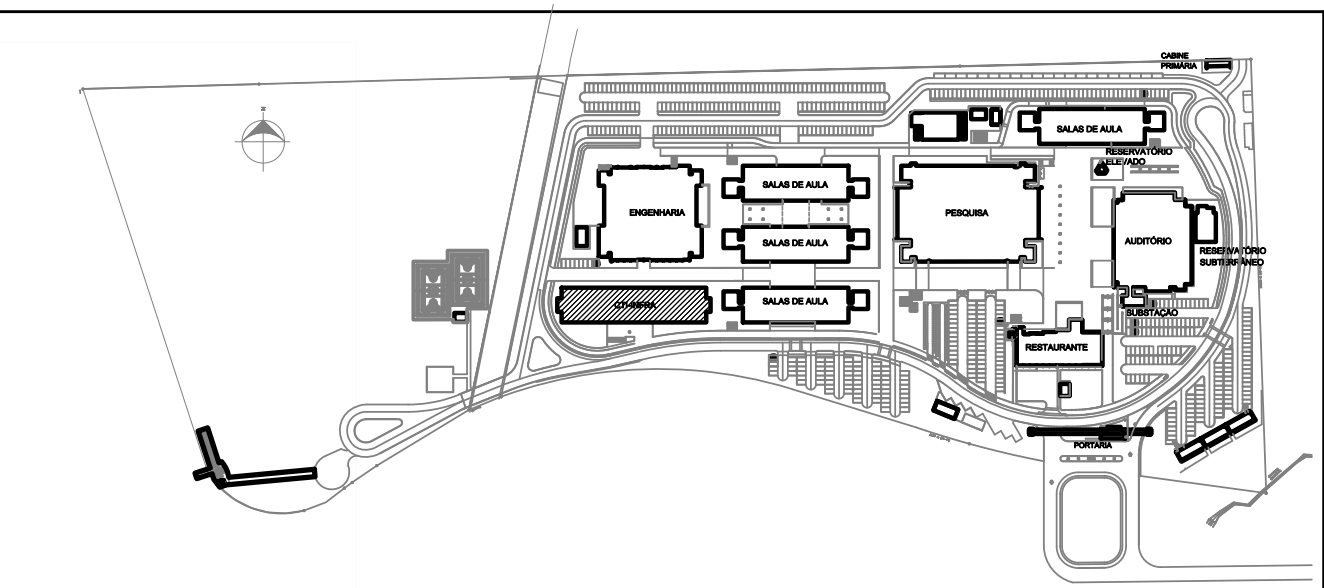 CABINE
PRIMÁRIA
N
SALAS DE AULA
RESERVATÓRIO
ELEVADO
SALAS DE AULA
ENGENHARIA
PESQUISA
SALAS DE AULA
AUDITÓRIO
RESERVATÓRIO
SUBTERRÂNEO
CTI-INFRA
SALAS DE AULA
SUBSTAÇÃO
RESTAURANTE
PORTARIA